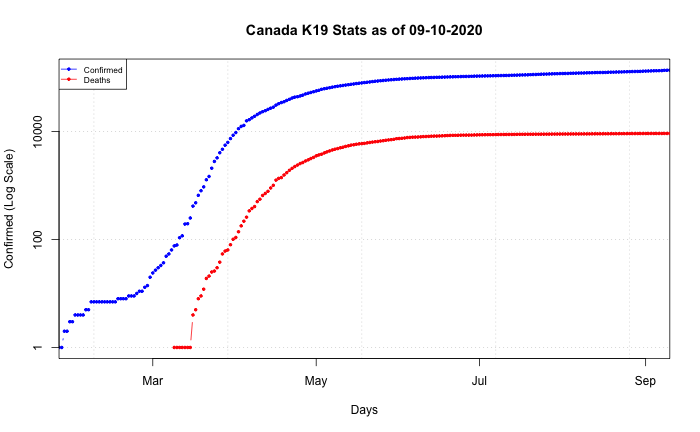 Canada K19 Stats as of 09-10-2020
Confirmed
Deaths
Confirmed (Log Scale)
10000
100
1
Mar
May
Jul
Sep
Days